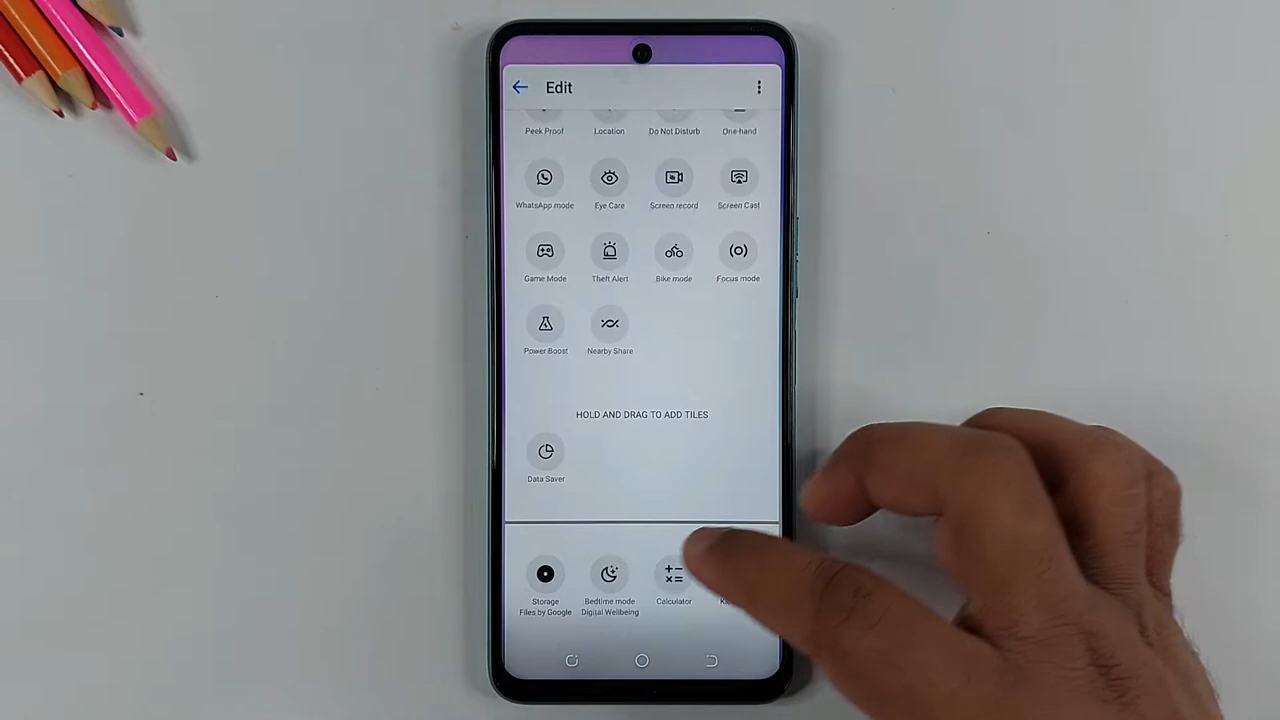 Edit
Peek Proof Location Do Not Disturb One-hand
WhatsApp mode Eye Care Screen record Screen Cast
Game Mode Theft Alert Bike mode Focus mode
Power Boost Nearby Share
HOLD AND DRAG TO ADD TILES
Data Saver
Storage Bedtime mode Calculator
Files by Google Digital Wellbeing